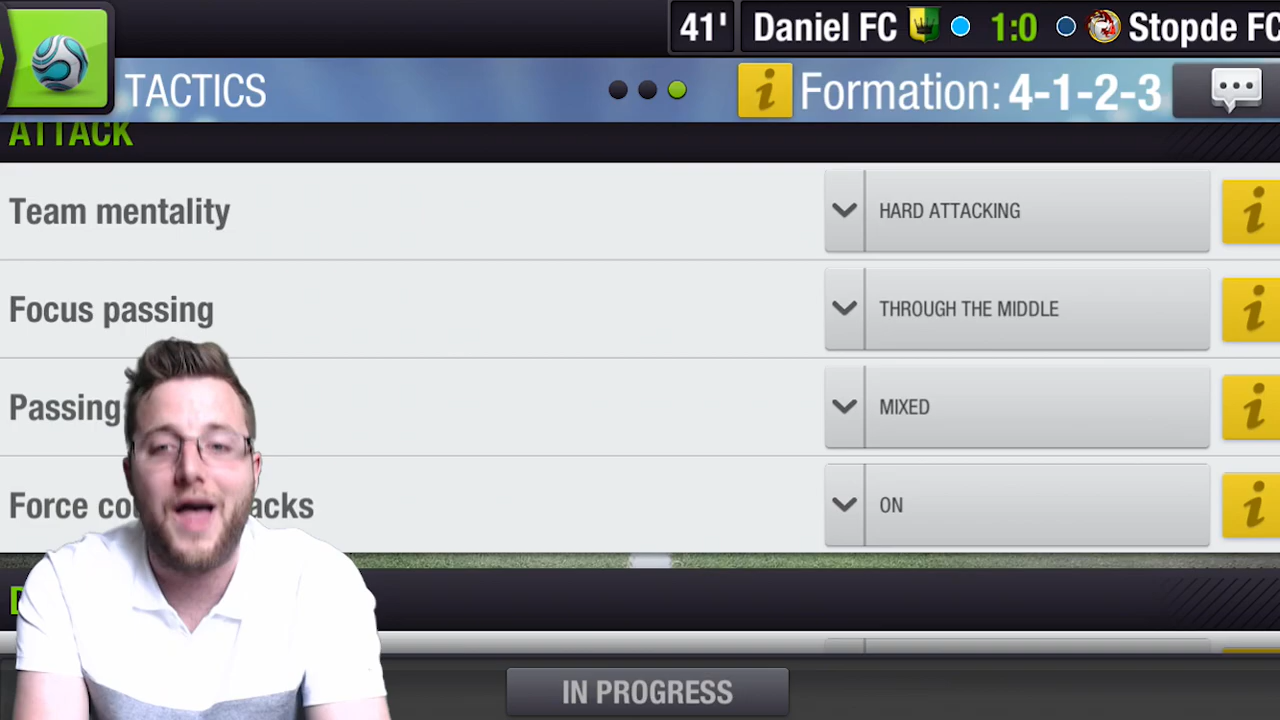 41' Daniel FC 1:0 Stopde FC
TACTICS Formation: 4-1-2-3
ATTACK
Team mentality HARD ATTACKING
Focus passing THROUGH THE MIDDLE
Passing MIXED
Force acks ON
IN PROGRESS